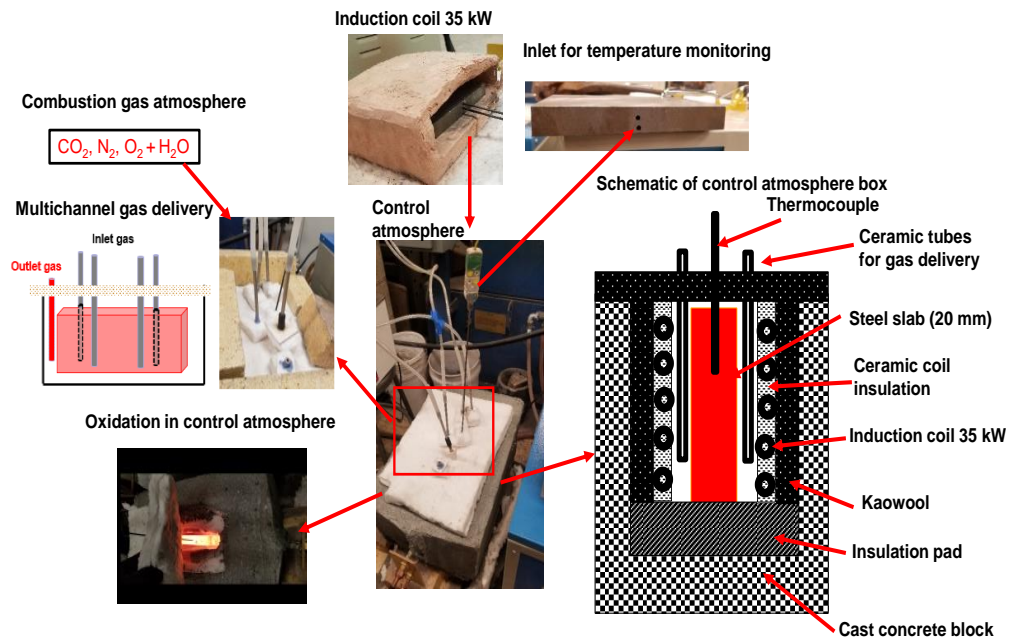 Induction coil 35 kW
Inlet for temperature monitoring
Combustion gas atmosphere
CO₂, N₂, O₂ + H₂O
Multichannel gas delivery
Inlet gas
Outlet gas
Control
atmosphere
Schematic of control atmosphere box
Thermocouple
Ceramic tubes
for gas delivery
Steel slab (20 mm)
Ceramic coil
insulation
Induction coil 35 kW
Kaowool
Insulation pad
Cast concrete block
Oxidation in control atmosphere